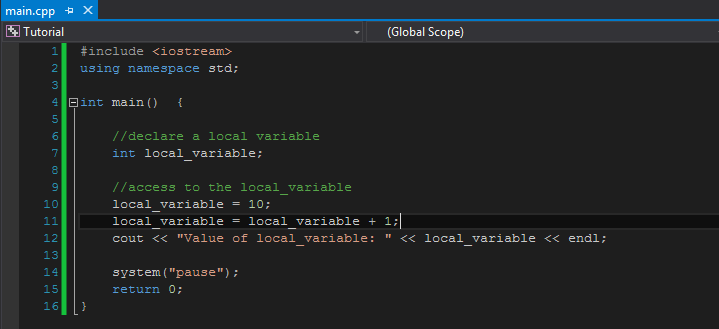 main.cpp
Tutorial (Global Scope)
1 #include <iostream>
2 using namespace std;
3
4 int main()  {
5
6     //declare a local variable
7     int local_variable;
8
9     //access to the local_variable
10     local_variable = 10;
11     local_variable = local_variable + 1;
12     cout << "Value of local_variable: " << local_variable << endl;
13
14     system("pause");
15     return 0;
16 }